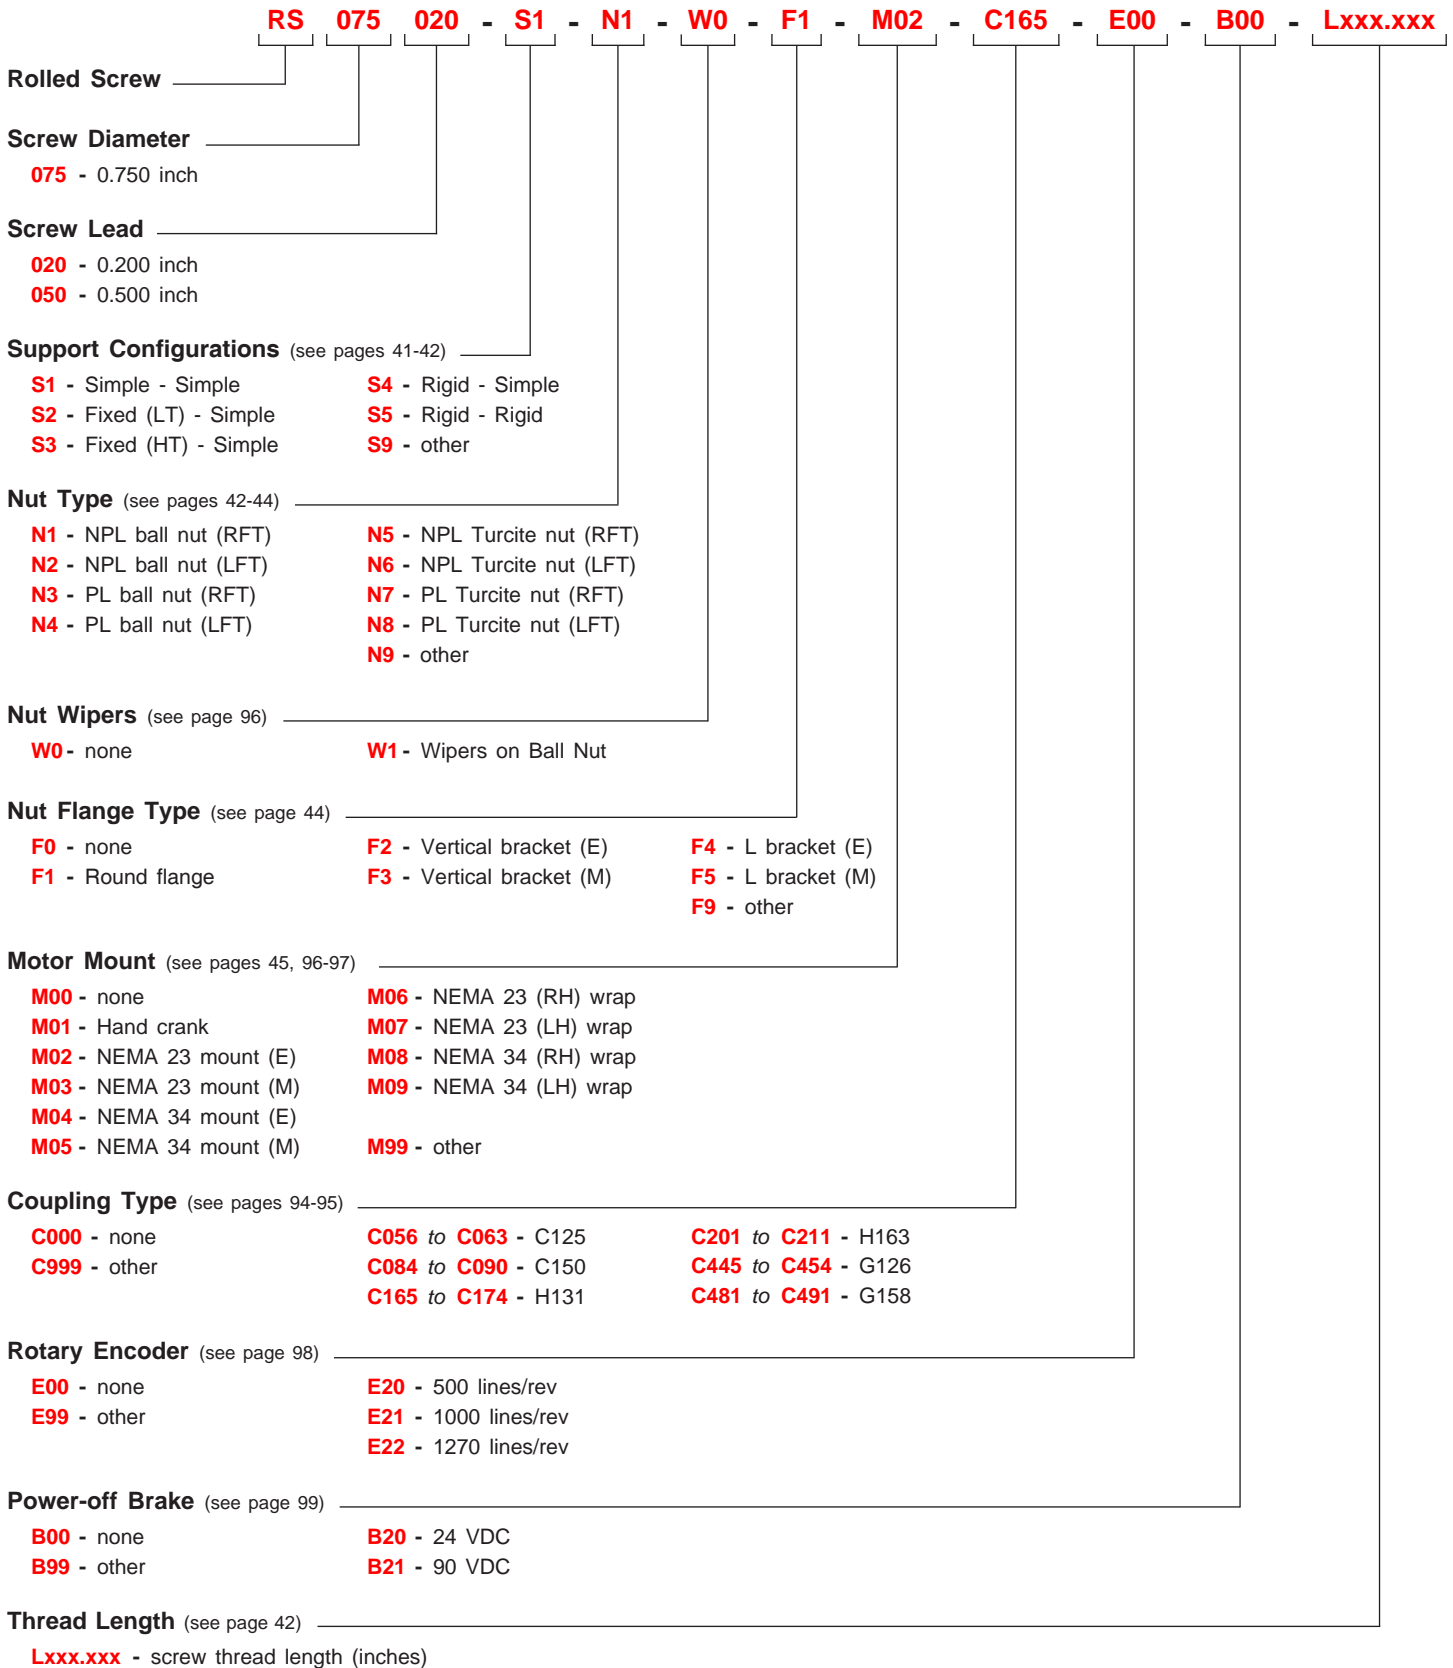 RS 075 020 - S1 - N1 - W0 - F1 - M02 - C165 - E00 - B00 - Lxxx.xxx
Rolled Screw
Screw Diameter
075 - 0.750 inch
Screw Lead
020 - 0.200 inch
050 - 0.500 inch
Support Configurations (see pages 41-42)
S1 - Simple - Simple S4 - Rigid - Simple
S2 - Fixed (LT) - Simple S5 - Rigid - Rigid
S3 - Fixed (HT) - Simple S9 - other
Nut Type (see pages 42-44)
N1 - NPL ball nut (RFT) N5 - NPL Turcite nut (RFT)
N2 - NPL ball nut (LFT) N6 - NPL Turcite nut (LFT)
N3 - PL ball nut (RFT) N7 - PL Turcite nut (RFT)
N4 - PL ball nut (LFT) N8 - PL Turcite nut (LFT)
N9 - other
Nut Wipers (see page 96)
W0 - none W1 - Wipers on Ball Nut
Nut Flange Type (see page 44)
F0 - none F2 - Vertical bracket (E) F4 - L bracket (E)
F1 - Round flange F3 - Vertical bracket (M) F5 - L bracket (M)
F9 - other
Motor Mount (see pages 45, 96-97)
M00 - none M06 - NEMA 23 (RH) wrap
M01 - Hand crank M07 - NEMA 23 (LH) wrap
M02 - NEMA 23 mount (E) M08 - NEMA 34 (RH) wrap
M03 - NEMA 23 mount (M) M09 - NEMA 34 (LH) wrap
M04 - NEMA 34 mount (E)
M05 - NEMA 34 mount (M) M99 - other
Coupling Type (see pages 94-95)
C000 - none C056 to C063 - C125 C201 to C211 - H163
C999 - other C084 to C090 - C150 C445 to C454 - G126
C165 to C174 - H131 C481 to C491 - G158
Rotary Encoder (see page 98)
E00 - none E20 - 500 lines/rev
E99 - other E21 - 1000 lines/rev
E22 - 1270 lines/rev
Power-off Brake (see page 99)
B00 - none B20 - 24 VDC
B99 - other B21 - 90 VDC
Thread Length (see page 42)
Lxxx.xxx - screw thread length (inches)